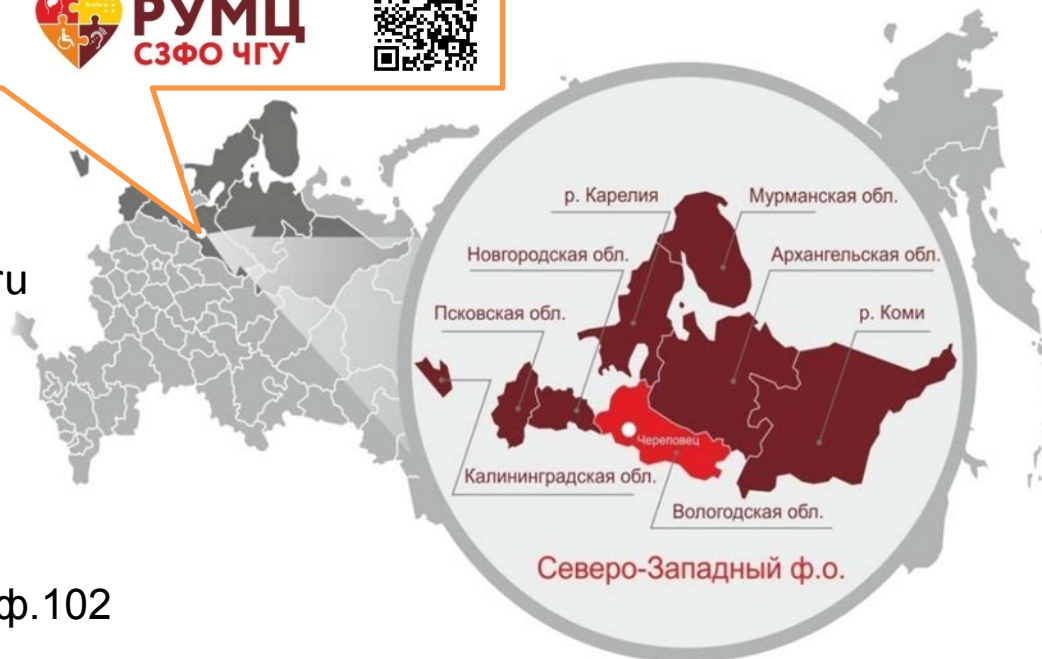 РУМЦ
СЗФО ЧГУ
р. Карелия
Мурманская обл.
Новгородская обл.
Архангельская обл.
ru
Псковская обл.
р. Коми
Череповец
Калининградская обл.
Вологодская обл.
Северо-Западный ф.о.
ф.102